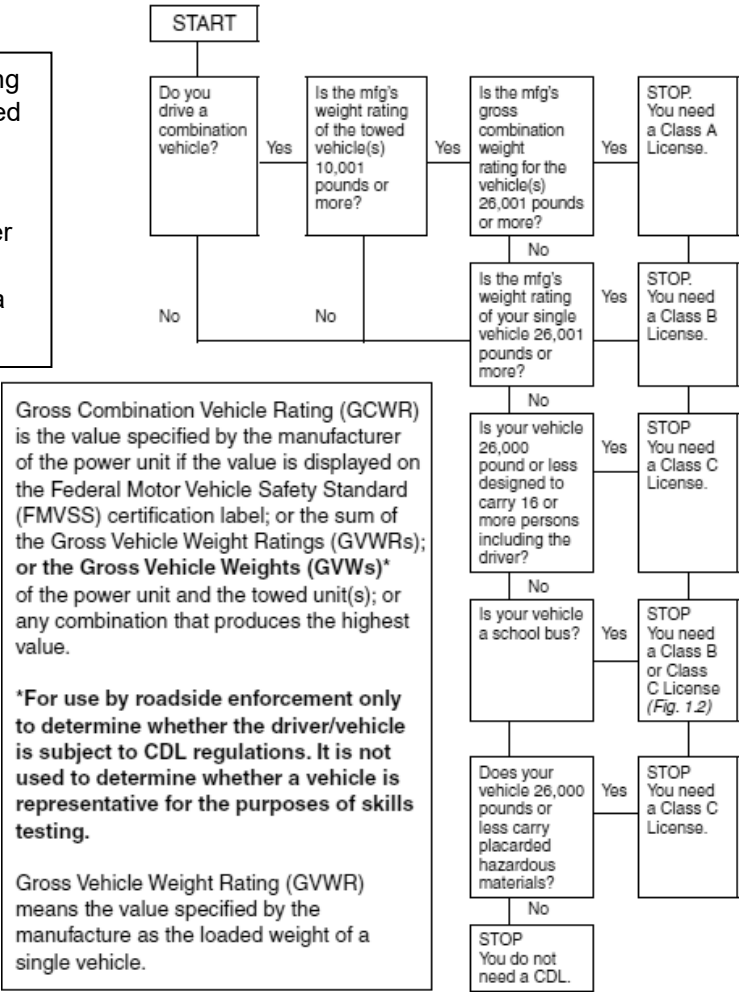 START
ng
ed
er
a
Do you
drive a
combination
vehicle?
Yes
Is the mfg's
weight rating
of the towed
vehicle(s)
10,001
pounds or
more?
Yes
Is the mfg's
gross
combination
weight
rating for the
vehicle(s)
26,001 pounds
or more?
Yes
STOP.
You need
a Class A
License.
No
No
No
Is the mfg's
weight rating
of your single
vehicle 26,001
pounds or
more?
Yes
STOP.
You need
a Class B
License.
No
Is your vehicle
26,000
pound or less
designed to
carry 16 or
more persons
including the
driver?
Yes
STOP
You need
a Class C
License.
No
Is your vehicle
a school bus?
Yes
STOP
You need
a Class B
or Class
C License
(Fig. 1.2)
Does your
vehicle 26,000
pounds or
less carry
placarded
hazardous
materials?
Yes
STOP
You need
a Class C
License.
No
STOP
You do not
need a CDL.
Gross Combination Vehicle Rating (GCWR)
is the value specified by the manufacturer
of the power unit if the value is displayed on
the Federal Motor Vehicle Safety Standard
(FMVSS) certification label; or the sum of
the Gross Vehicle Weight Ratings (GVWRs);
or the Gross Vehicle Weights (GVWs)*
of the power unit and the towed unit(s); or
any combination that produces the highest
value.
*For use by roadside enforcement only
to determine whether the driver/vehicle
is subject to CDL regulations. It is not
used to determine whether a vehicle is
representative for the purposes of skills
testing.
Gross Vehicle Weight Rating (GVWR)
means the value specified by the
manufacture as the loaded weight of a
single vehicle.